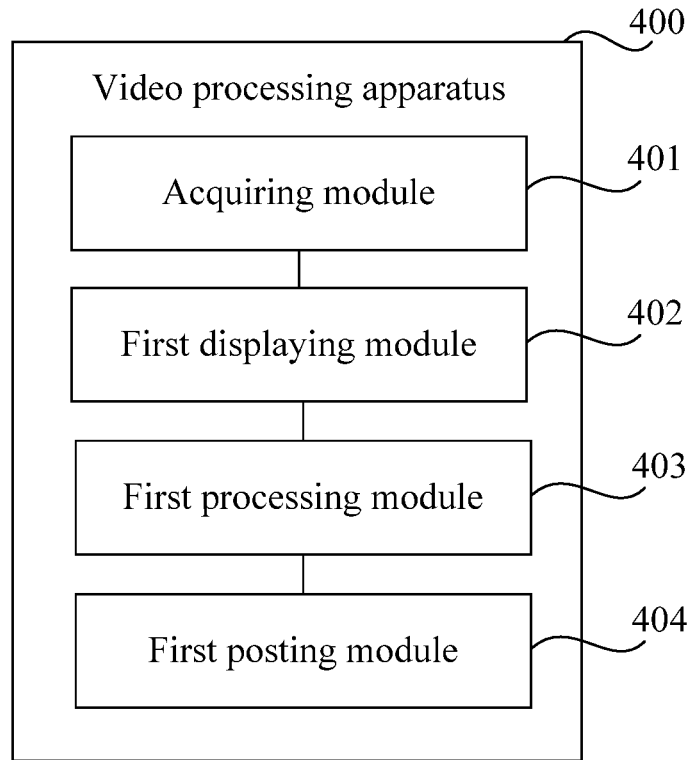 400
Video processing apparatus
401
Acquiring module
402
First displaying module
403
First processing module
404
First posting module